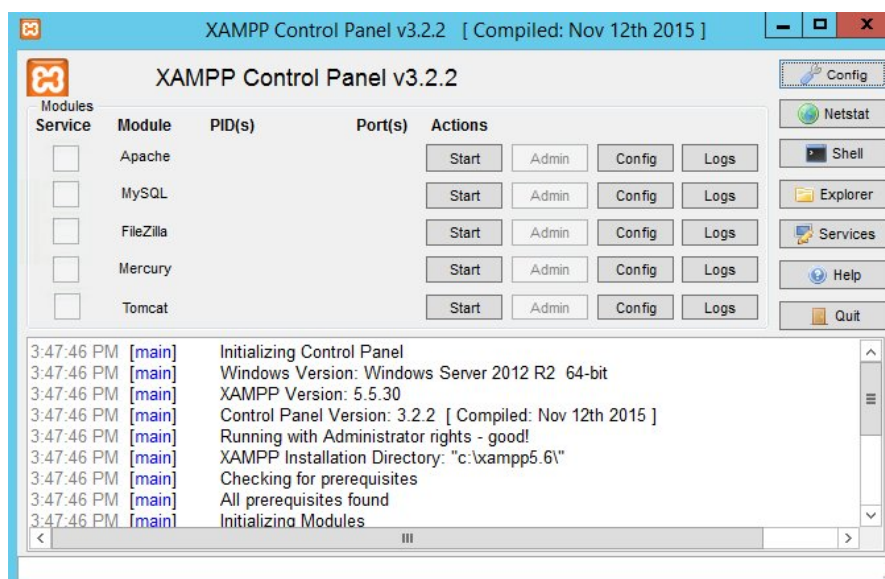 XAMPP Control Panel v3.2.2 [ Compiled: Nov 12th 2015 ]
XAMPP Control Panel v3.2.2
Config
Modules
Service Module PID(s) Port(s) Actions
Netstat
Apache Start Admin Config Logs
Shell
MySQL Start Admin Config Logs
Explorer
FileZilla Start Admin Config Logs
Services
Mercury Start Admin Config Logs
Help
Tomcat Start Admin Config Logs
Quit
3:47:46 PM [main] Initializing Control Panel
3:47:46 PM [main] Windows Version: Windows Server 2012 R2 64-bit
3:47:46 PM [main] XAMPP Version: 5.5.30
3:47:46 PM [main] Control Panel Version: 3.2.2 [ Compiled: Nov 12th 2015 ]
3:47:46 PM [main] Running with Administrator rights - good!
3:47:46 PM [main] XAMPP Installation Directory: "c:\xampp5.6\"
3:47:46 PM [main] Checking for prerequisites
3:47:46 PM [main] All prerequisites found
3:47:46 PM [main] Initializing Modules